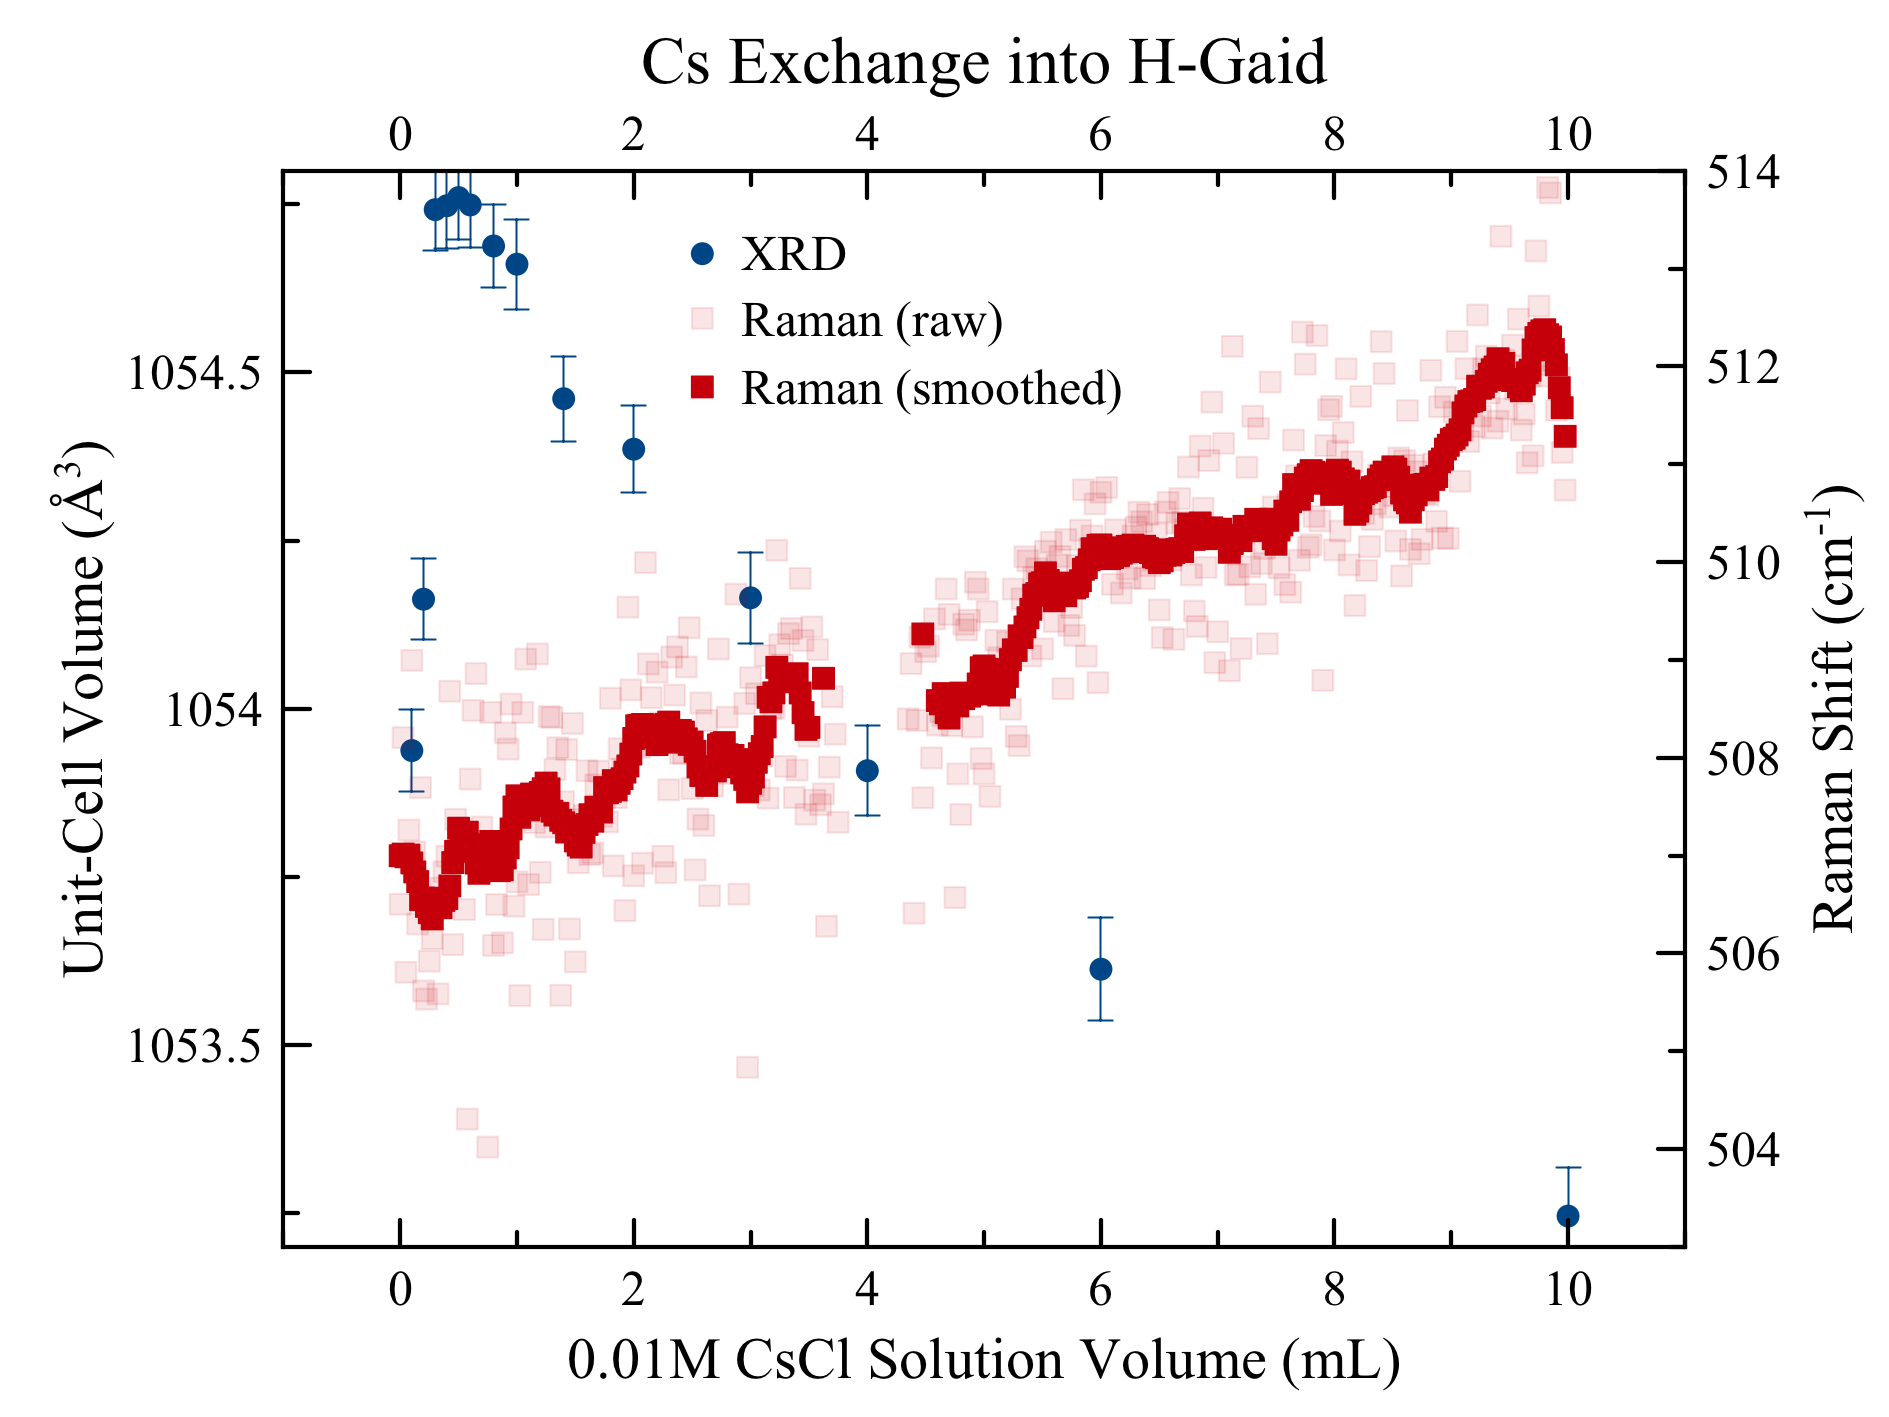 Cs Exchange into H-Gaid
0 2 4 6 8 10
514
XRD
Raman (raw)
1054.5
512
Raman (smoothed)
510
Unit-Cell Volume (Å³)
Raman Shift (cm⁻¹)
1054
508
506
1053.5
504
0 2 4 6 8 10
0.01M CsCl Solution Volume (mL)